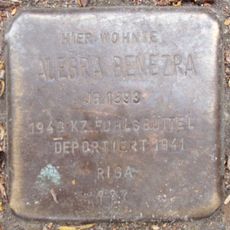 HIER WOHNTE
ALEGRA BENEZRA
JG. 1893
1940 KZ FUHLSBÜTTEL
DEPORTIERT 1941
RIGA
???